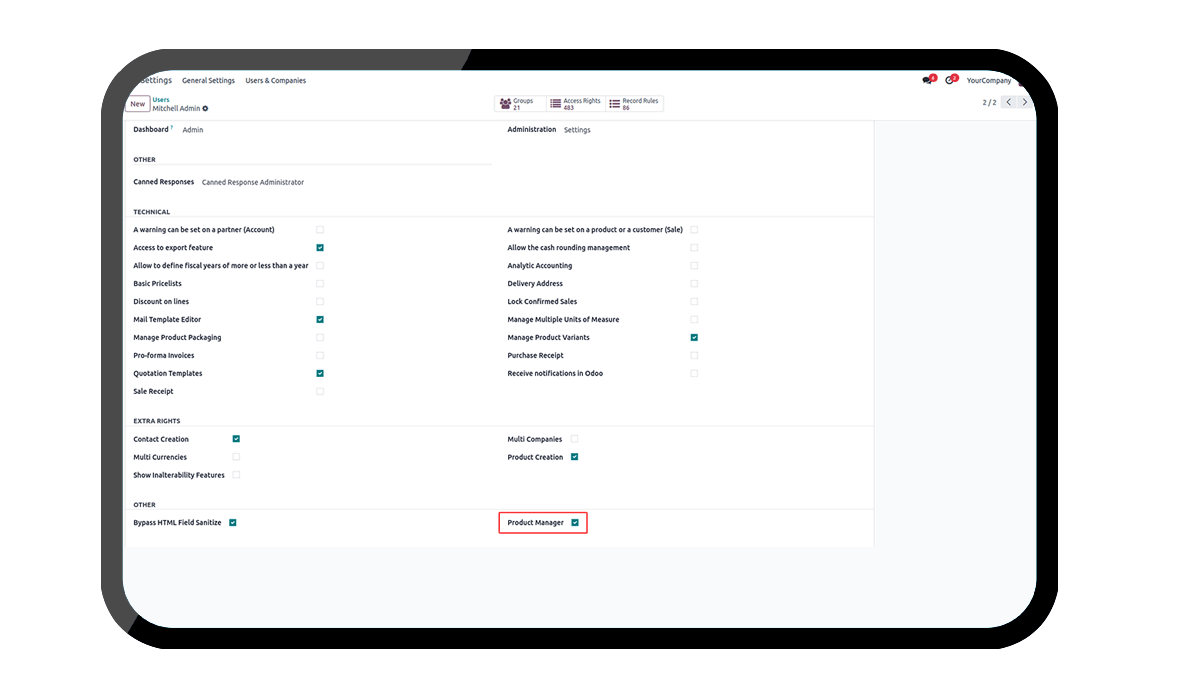 Settings General Settings Users & Companies 5 2 YourCompany
New Users Groups 21 Access Rights 483 Record Rules 86 2 / 2
Mitchell Admin
Dashboard ? Admin Administration Settings
OTHER
Canned Responses Canned Response Administrator
TECHNICAL
A warning can be set on a partner (Account) A warning can be set on a product or a customer (Sale)
Access to export feature Allow the cash rounding management
Allow to define fiscal years of more or less than a year Analytic Accounting
Basic Pricelists Delivery Address
Discount on lines Lock Confirmed Sales
Mail Template Editor Manage Multiple Units of Measure
Manage Product Packaging Manage Product Variants
Pro-forma Invoices Purchase Receipt
Quotation Templates Receive notifications in Odoo
Sale Receipt
EXTRA RIGHTS
Contact Creation Multi Companies
Multi Currencies Product Creation
Show Inalterability Features
OTHER
Bypass HTML Field Sanitize Product Manager